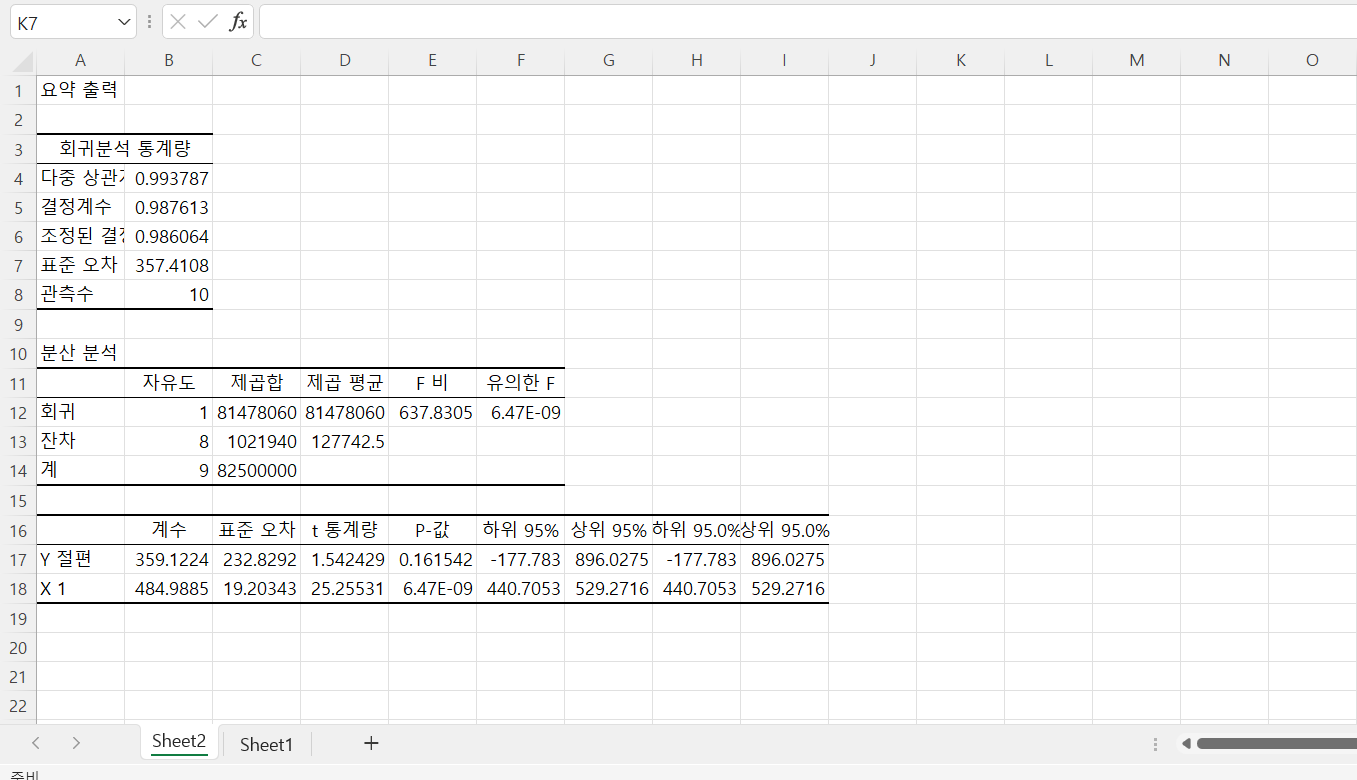 K7
fx
A B C D E F G H I J K L M N O
1 요약 출력
2
3 회귀분석 통계량
4 다중 상관 0.993787
5 결정계수 0.987613
6 조정된 0.986064
7 표준 오차 357.4108
8 관측수 10
9
10 분산 분석
11 자유도 제곱합 제곱 평균 F 비 유의한 F
12 회귀 1 81478060 81478060 637.8305 6.47E-09
13 잔차 8 1021940 127742.5
14 계 9 82500000
15
16 계수 표준 오차 t 통계량 P-값 하위 95% 상위 95% 하위 95.0% 상위 95.0%
17 Y 절편 359.1224 232.8292 1.542429 0.161542 -177.783 896.0275 -177.783 896.0275
18 X 1 484.9885 19.20343 25.25531 6.47E-09 440.7053 529.2716 440.7053 529.2716
19
20
21
22
Sheet2 Sheet1 +
준비